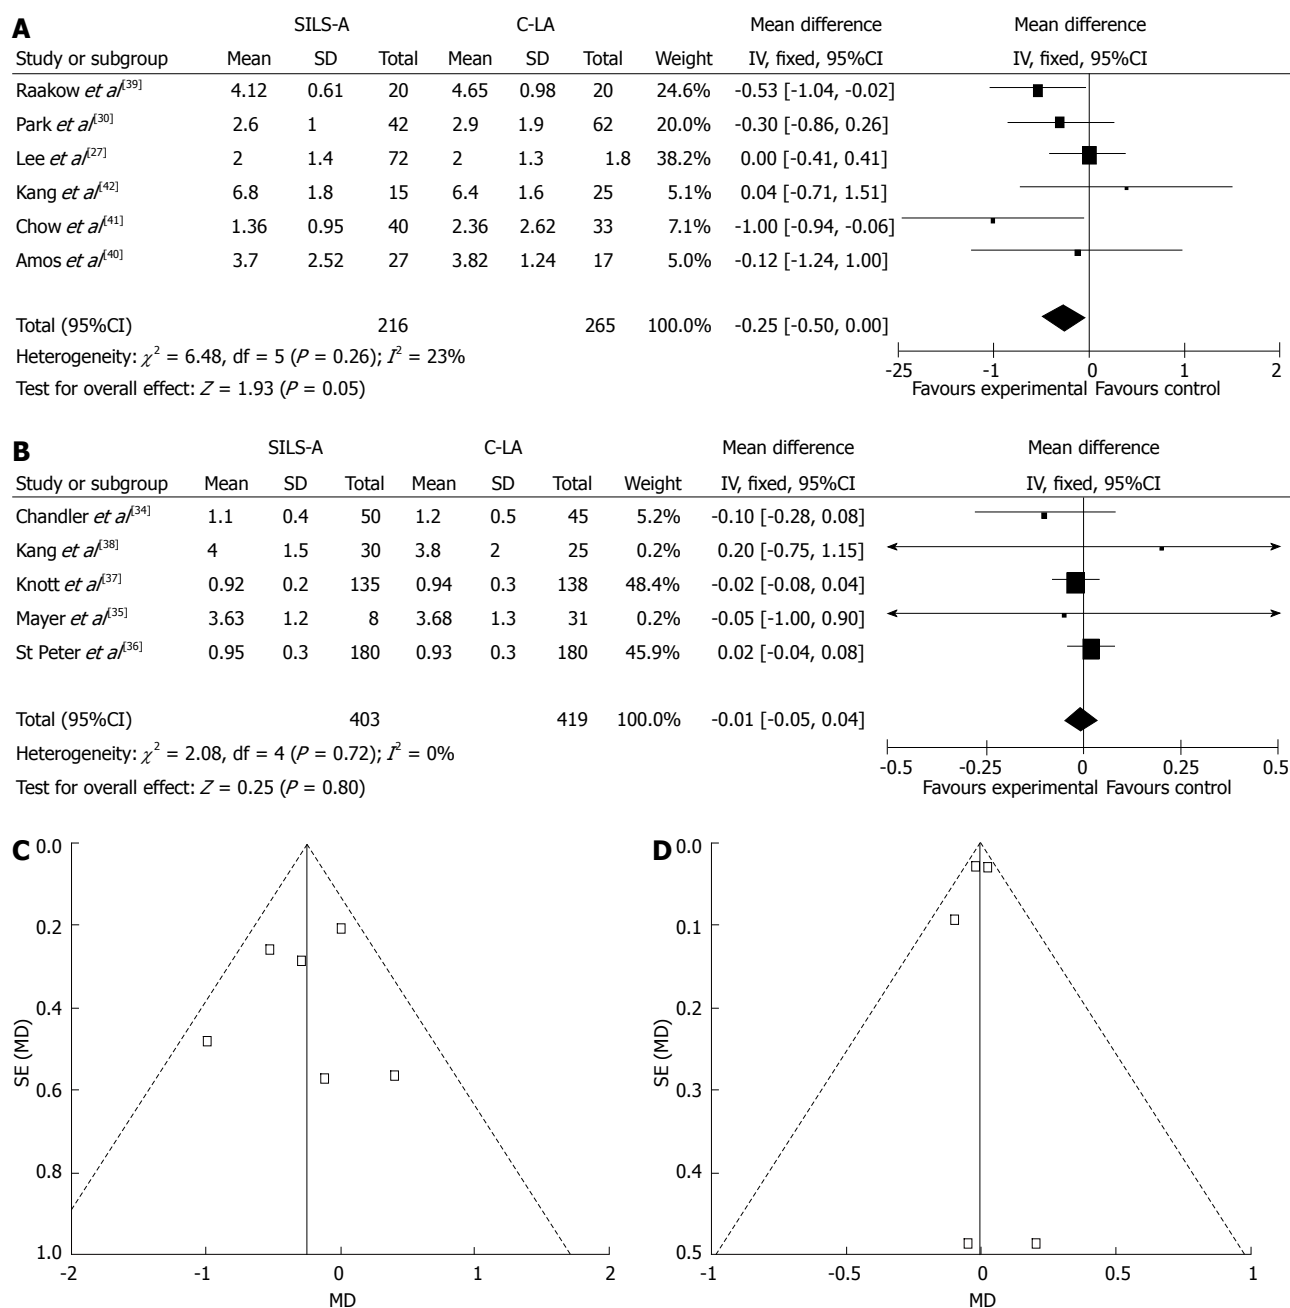 A
SILS-A C-LA Mean difference Mean difference
Study or subgroup Mean SD Total Mean SD Total Weight IV, fixed, 95%CI IV, fixed, 95%CI
Raakow et al[39] 4.12 0.61 20 4.65 0.98 20 24.6% -0.53 [-1.04, -0.02]
Park et al[30] 2.6 1 42 2.9 1.9 62 20.0% -0.30 [-0.86, 0.26]
Lee et al[27] 2 1.4 72 2 1.3 1.8 38.2% 0.00 [-0.41, 0.41]
Kang et al[42] 6.8 1.8 15 6.4 1.6 25 5.1% 0.04 [-0.71, 1.51]
Chow et al[41] 1.36 0.95 40 2.36 2.62 33 7.1% -1.00 [-0.94, -0.06]
Amos et al[40] 3.7 2.52 27 3.82 1.24 17 5.0% -0.12 [-1.24, 1.00]
Total (95%CI) 216 265 100.0% -0.25 [-0.50, 0.00]
Heterogeneity: χ² = 6.48, df = 5 (P = 0.26); I² = 23%
Test for overall effect: Z = 1.93 (P = 0.05)
-25 -1 0 1 2
Favours experimental Favours control
B
SILS-A C-LA Mean difference Mean difference
Study or subgroup Mean SD Total Mean SD Total Weight IV, fixed, 95%CI IV, fixed, 95%CI
Chandler et al[34] 1.1 0.4 50 1.2 0.5 45 5.2% -0.10 [-0.28, 0.08]
Kang et al[38] 4 1.5 30 3.8 2 25 0.2% 0.20 [-0.75, 1.15]
Knott et al[37] 0.92 0.2 135 0.94 0.3 138 48.4% -0.02 [-0.08, 0.04]
Mayer et al[35] 3.63 1.2 8 3.68 1.3 31 0.2% -0.05 [-1.00, 0.90]
St Peter et al[36] 0.95 0.3 180 0.93 0.3 180 45.9% 0.02 [-0.04, 0.08]
Total (95%CI) 403 419 100.0% -0.01 [-0.05, 0.04]
Heterogeneity: χ² = 2.08, df = 4 (P = 0.72); I² = 0%
Test for overall effect: Z = 0.25 (P = 0.80)
-0.5 -0.25 0 0.25 0.5
Favours experimental Favours control
C
0.0
0.2
0.4
0.6
0.8
1.0
SE (MD)
-2 -1 0 1 2
MD
D
0.0
0.1
0.2
0.3
0.4
0.5
SE (MD)
-1 -0.5 0 0.5 1
MD